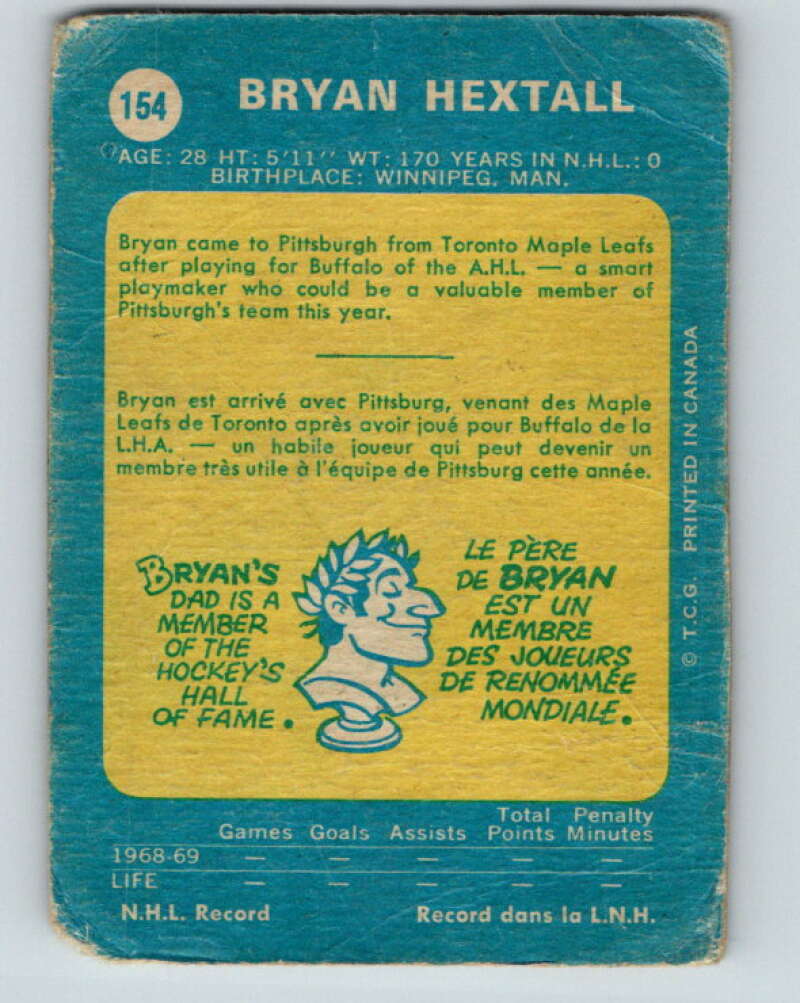 154
BRYAN HEXTALL
AGE: 28 HT: 5'11'' WT: 170 YEARS IN N.H.L.: 0
BIRTHPLACE: WINNIPEG, MAN.
Bryan came to Pittsburgh from Toronto Maple Leafs
after playing for Buffalo of the A.H.L. — a smart
playmaker who could be a valuable member of
Pittsburgh's team this year.
Bryan est arrivé avec Pittsburg, venant des Maple
Leafs de Toronto après avoir joué pour Buffalo de la
L.H.A. — un habile joueur qui peut devenir un
membre très utile à l'équipe de Pittsburg cette année.
BRYAN'S
DAD IS A
MEMBER
OF THE
HOCKEY'S
HALL
OF FAME.
LE PÈRE
DE BRYAN
EST UN
MEMBRE
DES JOUEURS
DE RENOMMÉE
MONDIALE.
© T.C.G. PRINTED IN CANADA
Total Penalty
Games Goals Assists Points Minutes
1968-69 — — — — —
LIFE — — — — —
N.H.L. Record Record dans la L.N.H.